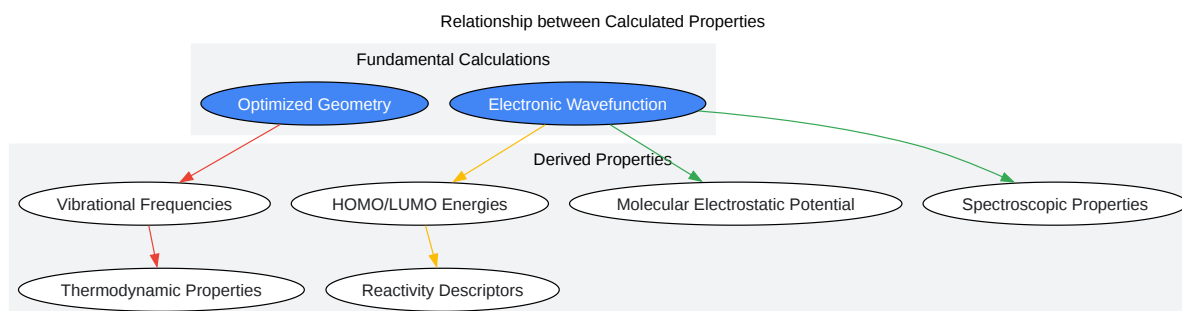 Relationship between Calculated Properties
Fundamental Calculations
Optimized Geometry
Electronic Wavefunction
Derived Properties
Vibrational Frequencies
HOMO/LUMO Energies
Molecular Electrostatic Potential
Spectroscopic Properties
Thermodynamic Properties
Reactivity Descriptors